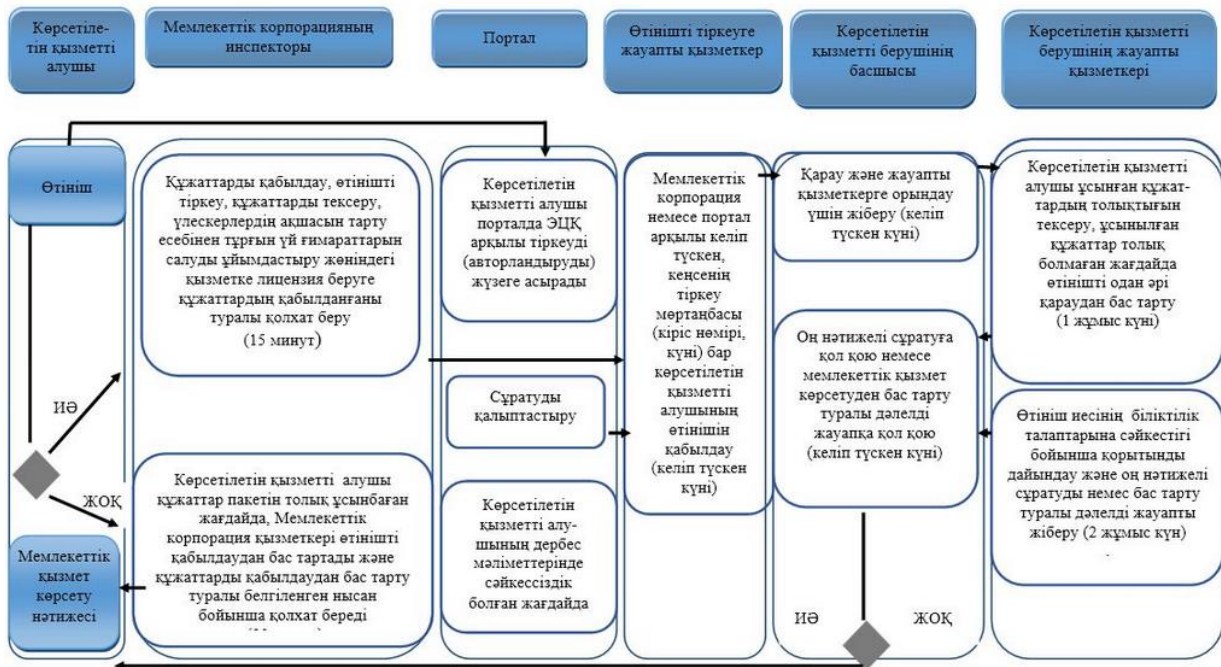 Көрсетіле-
тін қызметті
алушы
Мемлекеттік корпорацияның
инспекторы
Портал
Өтінішті тіркеуге
жауапты қызметкер
Көрсетілетін
қызметті берушінің
басшысы
Көрсетілетін қызметті
берушінің жауапты
қызметкері
Өтініш
ИӘ
ЖОҚ
Мемлекеттік
қызмет
көрсету
нәтижесі
Құжаттарды қабылдау, өтінішті
тіркеу, құжаттарды тексеру,
үлескерлердің ақшасын тарту
есебінен тұрғын үй ғимараттарын
салуды ұйымдастыру жөніндегі
қызметке лицензия беруге
құжаттардың қабылданғаны
туралы қолхат беру
(15 минут)
Көрсетілетін қызметті алушы
құжаттар пакетін толық ұсынбаған
жағдайда, Мемлекеттік
корпорация қызметкері өтінішті
қабылдаудан бас тартады және
құжаттарды қабылдаудан бас тарту
туралы белгіленген нысан
бойынша қолхат береді
Көрсетілетін
қызметті алушы
порталда ЭЦҚ
арқылы тіркеуді
(авторландыруды)
жүзеге асырады
Сұратуды
қалыптастыру
Көрсетілетін
қызметті алу-
шының дербес
мәліметтерінде
сәйкессіздік
болған жағдайда
Мемлекеттік
корпорация
немесе портал
арқылы келіп
түскен,
кеңсенің
тіркеу
мөртаңбасы
(кіріс нөмірі,
күні) бар
көрсетілетін
қызметті
алушының
өтінішін
қабылдау
(келіп түскен
күні)
Қарау және жауапты
қызметкерге орындау
үшін жіберу (келіп
түскен күні)
Оң нәтижелі сұратуға
қол қою немесе
мемлекеттік қызмет
көрсетуден бас тарту
туралы дәлелді
жауапқа қол қою
(келіп түскен күні)
ИӘ
ЖОҚ
Көрсетілетін қызметті
алушы ұсынған құжат-
тардың толықтығын
тексеру, ұсынылған
құжаттар толық
болмаған жағдайда
өтінішті одан әрі
қараудан бас тарту
(1 жұмыс күні)
Өтініш иесінің біліктілік
талаптарына сәйкестігі
бойынша қорытынды
дайындау және оң нәтижелі
сұратуды немес бас тарту
туралы дәлелді жауапты
жіберу (2 жұмыс күн)
.